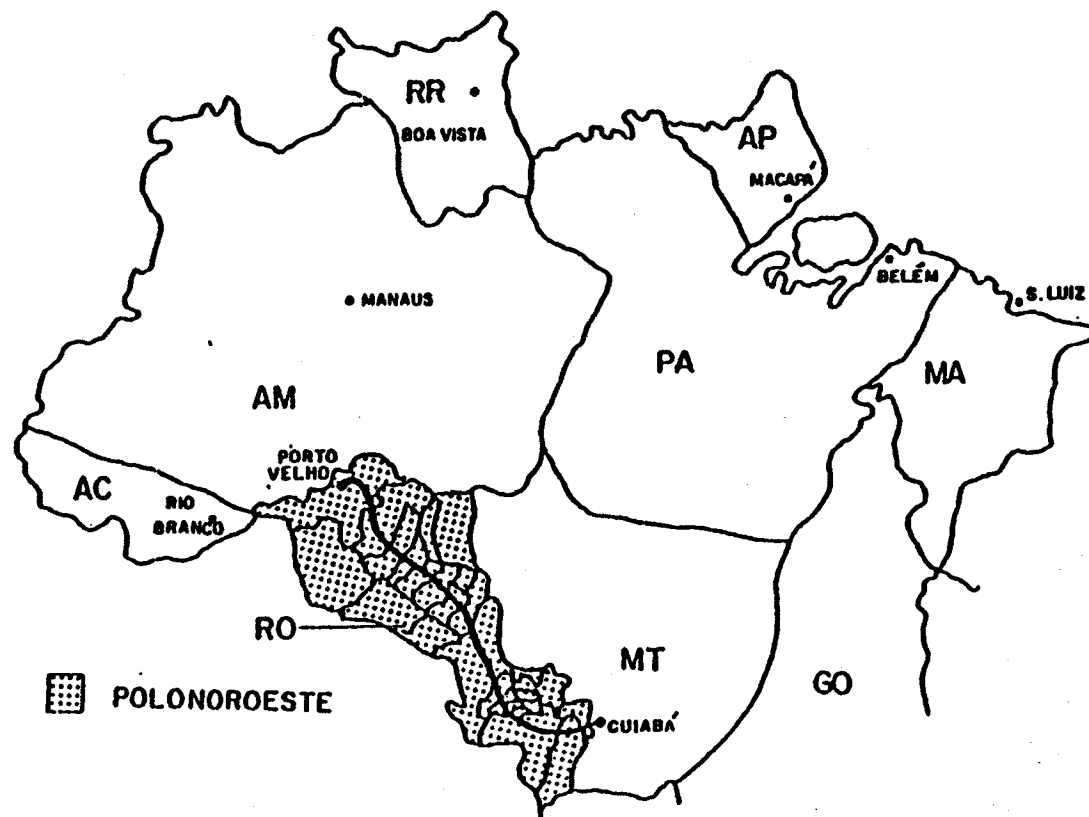 RR
BOA VISTA
AP
MACAPÁ
BELÉM
S. LUIZ
MANAUS
PA
MA
AM
PORTO
VELHO
AC
RIO
BRANCO
RO
MT
GO
POLONOROESTE
CUIABÁ